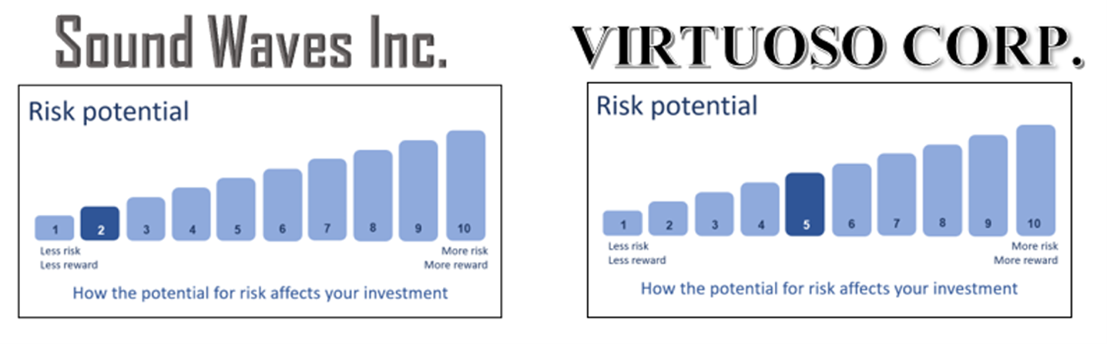 Sound Waves Inc.
Risk potential
1 2 3 4 5 6 7 8 9 10
Less risk More risk
Less reward More reward
How the potential for risk affects your investment
VIRTUOSO CORP.
Risk potential
1 2 3 4 5 6 7 8 9 10
Less risk More risk
Less reward More reward
How the potential for risk affects your investment